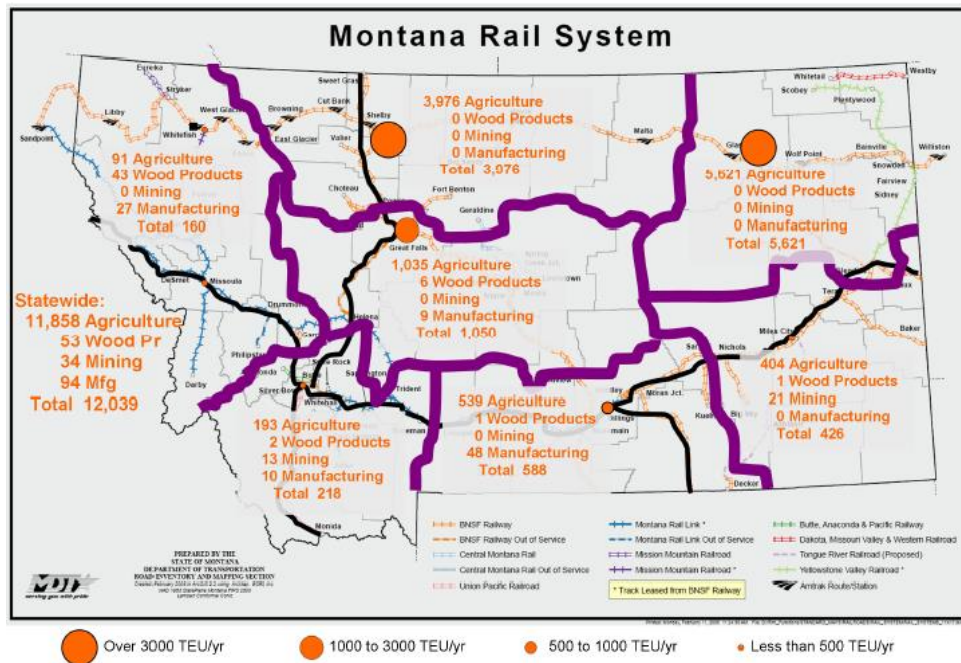 Montana Rail System
Eureka
Stryker
Sweet Gras
Cut Bank
Browning
Libby
West Glacier
Whitefish
East Glacier
Shelby
Valier
Sandpoint
Whitetail
Westby
Scobey
Plentywood
Malta
Wolf Point
Bainville
Williston
Snowden
Fairview
Sidney
3,976 Agriculture
0 Wood Products
0 Mining
0 Manufacturing
Total 3,976
5,621 Agriculture
0 Wood Products
0 Mining
0 Manufacturing
Total 5,621
91 Agriculture
43 Wood Products
0 Mining
27 Manufacturing
Total 160
Choteau
Fort Benton
Geraldine
Great Falls
1,035 Agriculture
6 Wood Products
0 Mining
9 Manufacturing
Total 1,050
DeSmet
Missoula
Drummond
Helena
Philipsburg
Darby
Silver Bow
Whitehall
Trident
Statewide:
11,858 Agriculture
53 Wood Pr
34 Mining
94 Mfg
Total 12,039
Miles City
Baker
Nichols
404 Agriculture
1 Wood Products
21 Mining
0 Manufacturing
Total 426
539 Agriculture
1 Wood Products
0 Mining
48 Manufacturing
Total 588
Mossmain Jct.
Decker
193 Agriculture
2 Wood Products
13 Mining
10 Manufacturing
Total 218
Monida
BNSF Railway
BNSF Railway Out of Service
Central Montana Rail
Central Montana Rail Out of Service
Union Pacific Railroad
Montana Rail Link *
Montana Rail Link Out of Service
Mission Mountain Railroad
Mission Mountain Railroad *
* Track Leased from BNSF Railway
Butte, Anaconda & Pacific Railway
Dakota, Missouri Valley & Western Railroad
Tongue River Railroad (Proposed)
Yellowstone Valley Railroad *
Amtrak Route/Station
PREPARED BY THE
STATE OF MONTANA
DEPARTMENT OF TRANSPORTATION
ROAD INVENTORY AND MAPPING SECTION
MDT
serving you with pride
Over 3000 TEU/yr
1000 to 3000 TEU/yr
500 to 1000 TEU/yr
Less than 500 TEU/yr